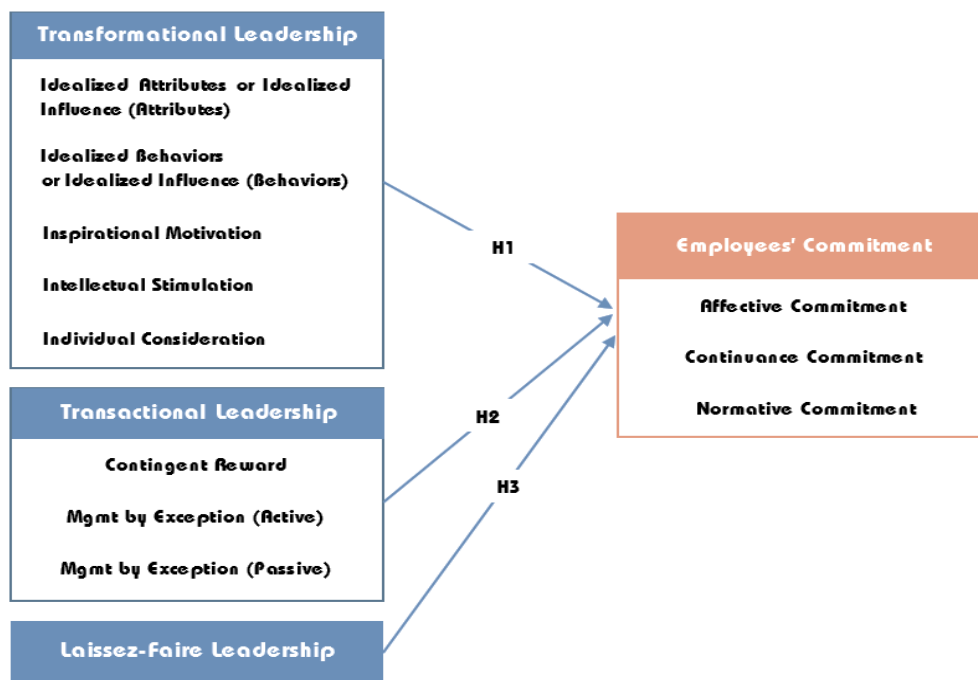 Transformational Leadership
Idealized Attributes or Idealized
Influence (Attributes)
Idealized Behaviors
or Idealized Influence (Behaviors)
Inspirational Motivation
Intellectual Stimulation
Individual Consideration
H1
Employees' Commitment
Affective Commitment
Continuance Commitment
Normative Commitment
Transactional Leadership
Contingent Reward
Mgmt by Exception (Active)
Mgmt by Exception (Passive)
H2
H3
Laissez-Faire Leadership